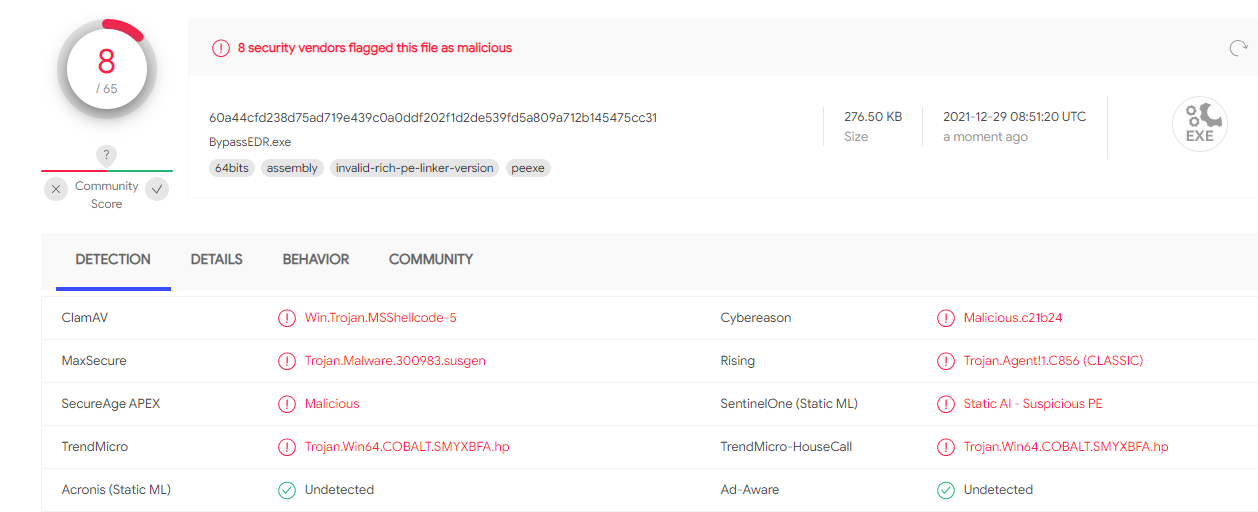 8
/ 65
?
Community
Score
8 security vendors flagged this file as malicious
60a44cfd238d75ad719e439c0a0ddf202f1d2de539fd5a809a712b145475cc31
BypassEDR.exe
64bits assembly invalid-rich-pe-linker-version peexe
276.50 KB
Size
2021-12-29 08:51:20 UTC
a moment ago
EXE
DETECTION DETAILS BEHAVIOR COMMUNITY
ClamAV Win.Trojan.MSShellcode-5 Cybereason Malicious.c21b24
MaxSecure Trojan.Malware.300983.susgen Rising Trojan.Agent!1.C856 (CLASSIC)
SecureAge APEX Malicious SentinelOne (Static ML) Static AI - Suspicious PE
TrendMicro Trojan.Win64.COBALT.SMYXBFA.hp TrendMicro-HouseCall Trojan.Win64.COBALT.SMYXBFA.hp
Acronis (Static ML) Undetected Ad-Aware Undetected